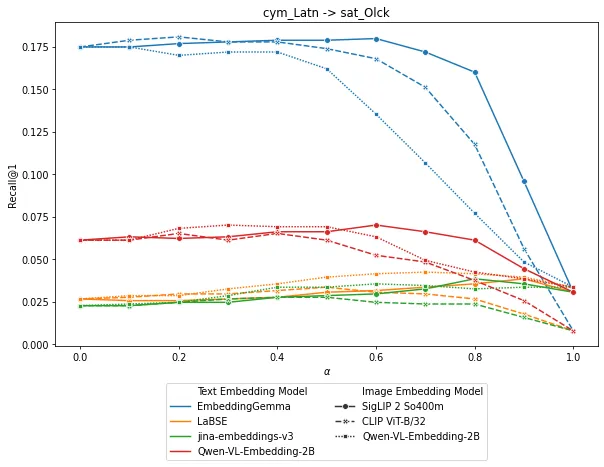 cym_Latn -> sat_Olck
Recall@1
0.175
0.150
0.125
0.100
0.075
0.050
0.025
0.000
0.0 0.2 0.4 0.6 0.8 1.0
α
Text Embedding Model
EmbeddingGemma
LaBSE
jina-embeddings-v3
Qwen-VL-Embedding-2B
Image Embedding Model
SigLIP 2 So400m
CLIP ViT-B/32
Qwen-VL-Embedding-2B